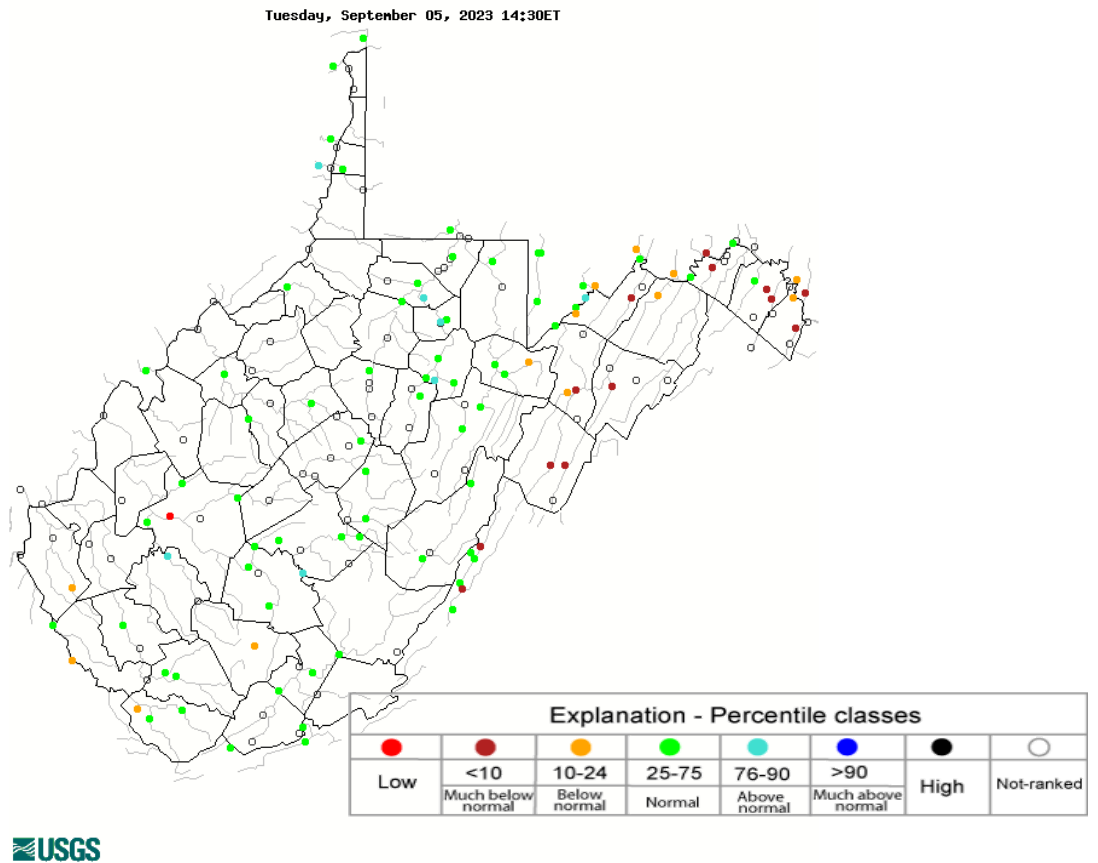 Tuesday, September 05, 2023 14:30ET
Explanation - Percentile classes
Low
<10
Much below
normal
10-24
Below
normal
25-75
Normal
76-90
Above
normal
>90
Much above
normal
High
Not-ranked
USGS